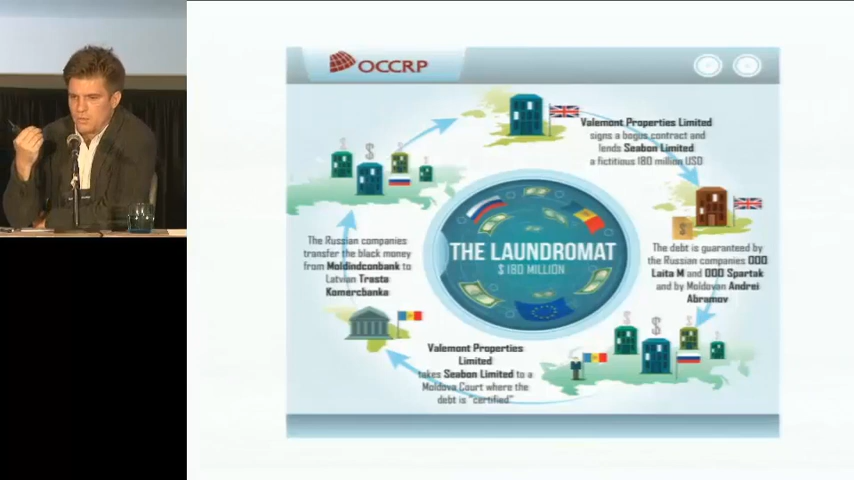 OCCRP
Valemont Properties Limited
signs a bogus contract and
lends Seabon Limited
a fictitious 180 million USD
The debt is guaranteed by
the Russian companies OOO
Laita M and OOO Spartak
and by Moldovan Andrei
Abramov
THE LAUNDROMAT
$ 180 MILLION
The Russian companies
transfer the black money
from Moldindconbank to
Latvian Trasta
Komercbanka
Valemont Properties
Limited
takes Seabon Limited to a
Moldova Court where the
debt is "certified"